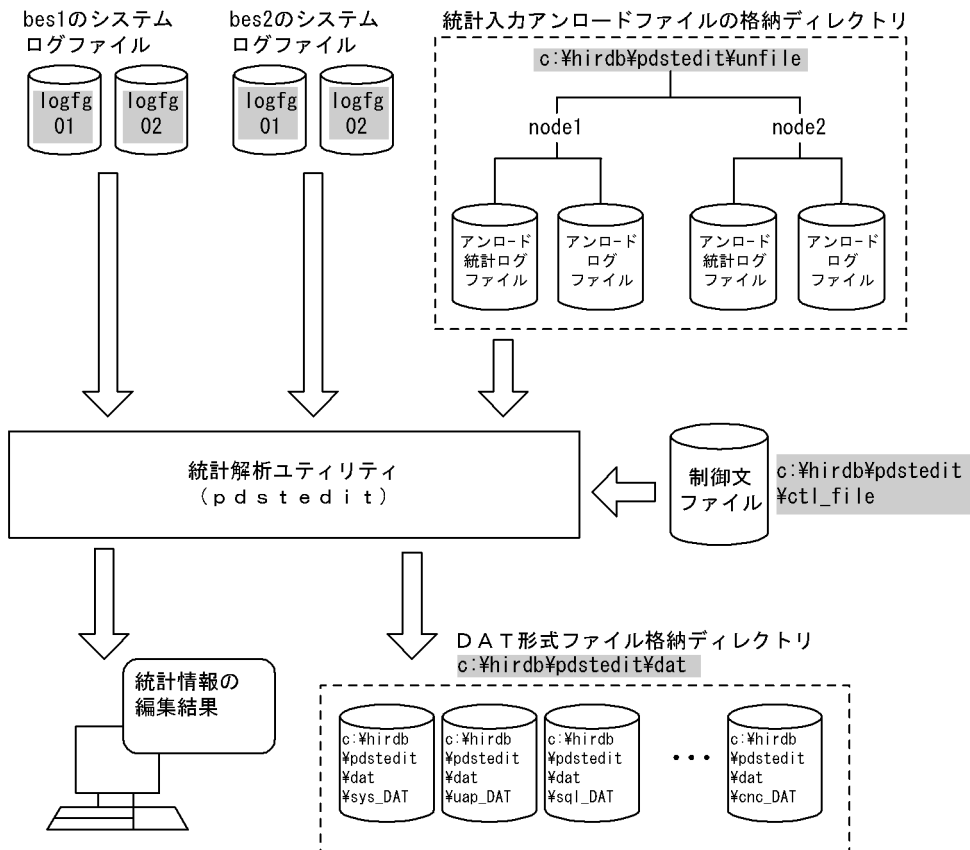 bes1のシステム
ログファイル
bes2のシステム
ログファイル
統計入力アンロードファイルの格納ディレクトリ
logfg
01
logfg
02
logfg
01
logfg
02
c:¥hirdb¥pdstedit¥unfile
node1
node2
アンロード
統計ログ
ファイル
アンロード
ログ
ファイル
アンロード
統計ログ
ファイル
アンロード
ログ
ファイル
統計解析ユティリティ
(pdstedit)
制御文
ファイル
c:¥hirdb¥pdstedit
¥ctl_file
DAT形式ファイル格納ディレクトリ
c:¥hirdb¥pdstedit¥dat
統計情報の
編集結果
c:¥hirdb
¥pdstedit
¥dat
¥sys_DAT
c:¥hirdb
¥pdstedit
¥dat
¥uap_DAT
c:¥hirdb
¥pdstedit
¥dat
¥sql_DAT
・・・
c:¥hirdb
¥pdstedit
¥dat
¥cnc_DAT